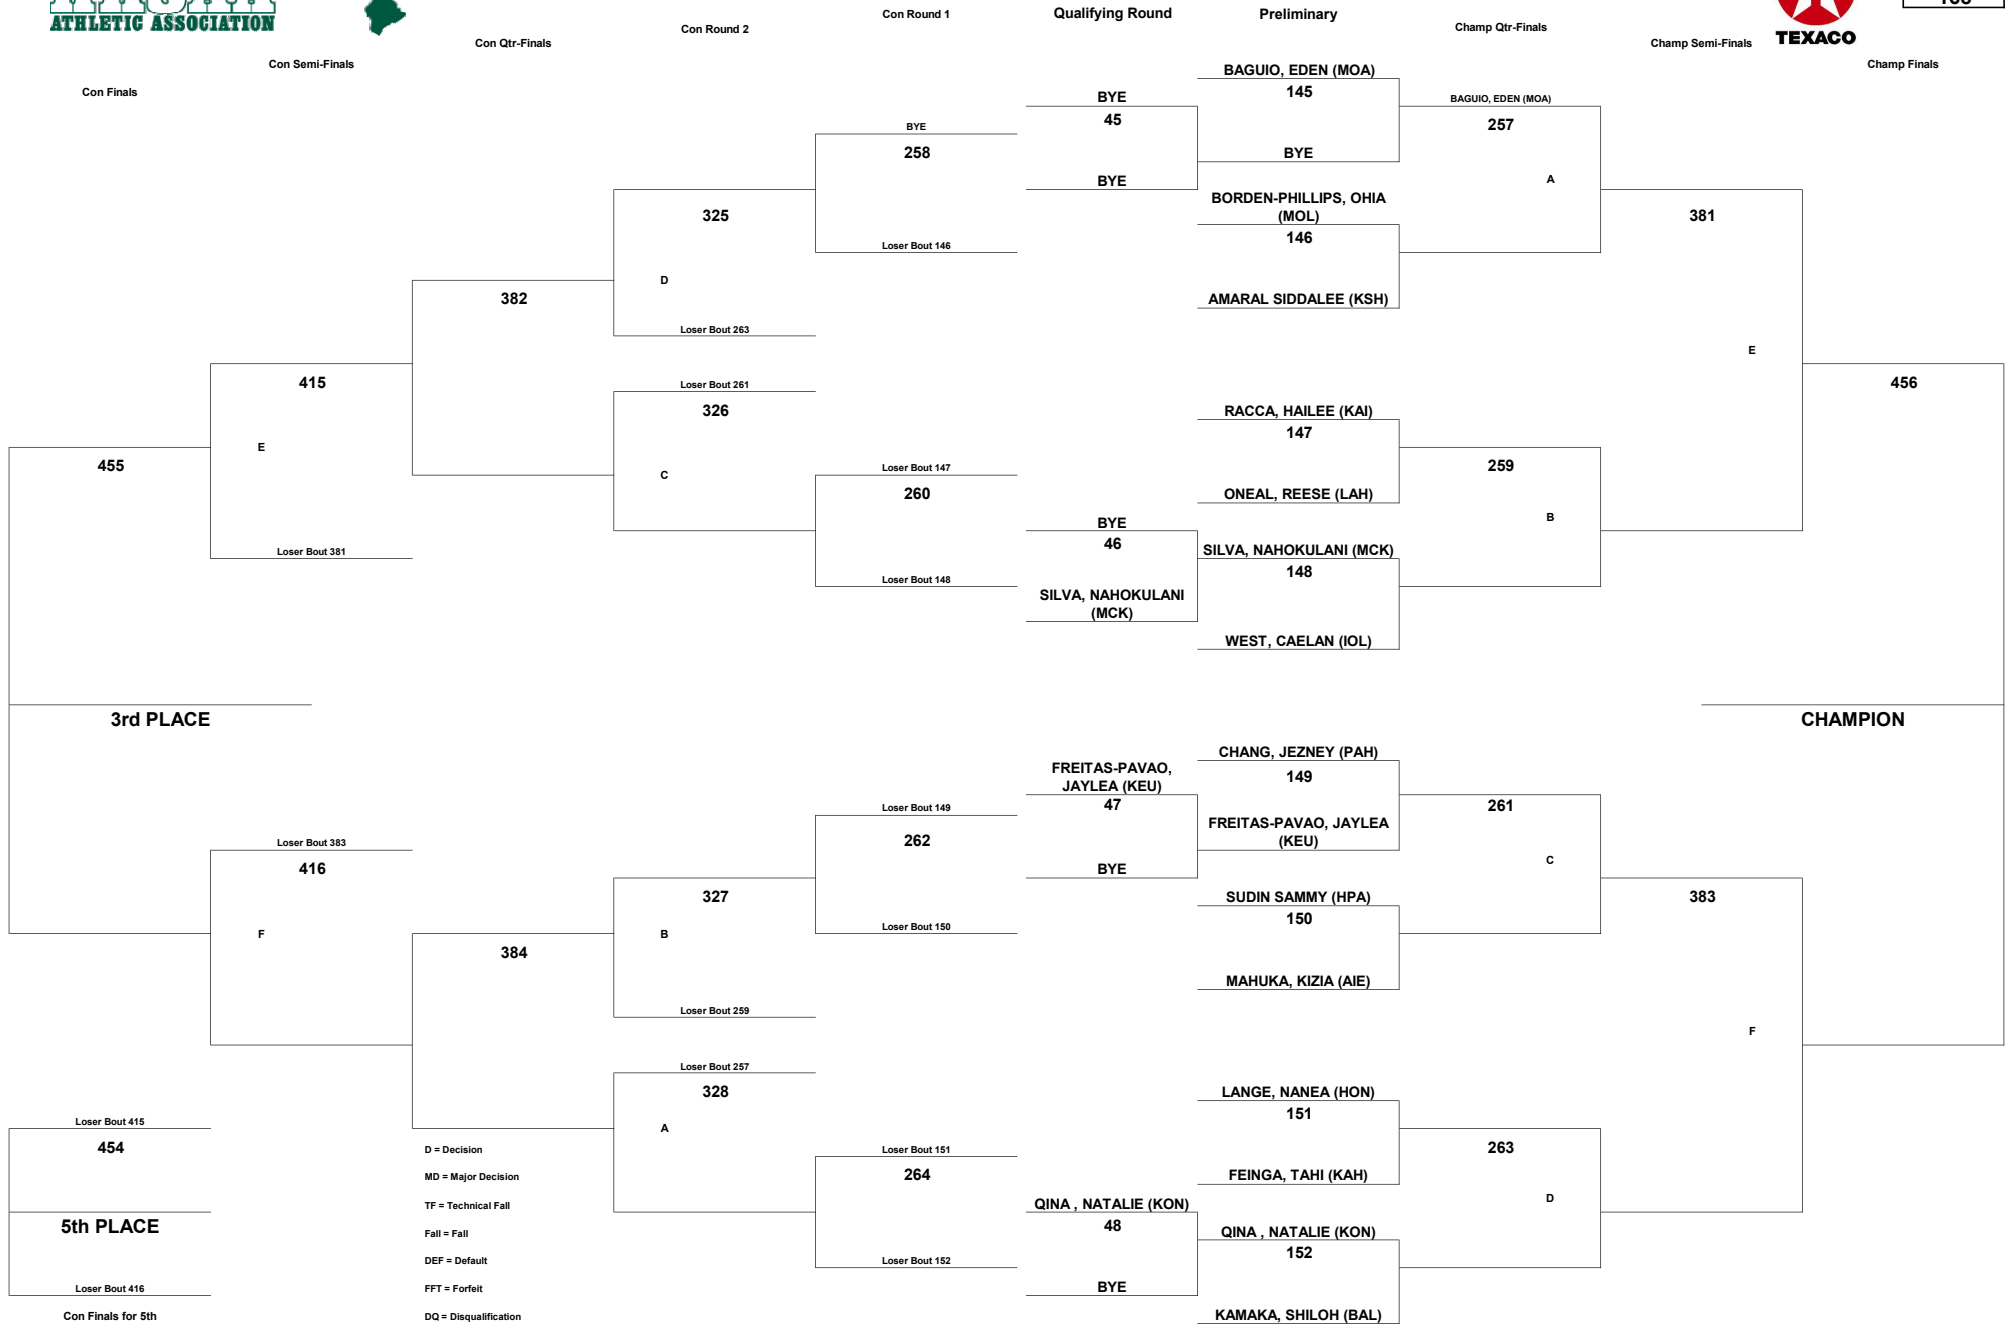 ATHLETIC ASSOCIATION
TEXACO
Con Finals
Con Semi-Finals
Con Qtr-Finals
Con Round 2
Con Round 1
Qualifying Round
Preliminary
Champ Qtr-Finals
Champ Semi-Finals
Champ Finals
BAGUIO, EDEN (MOA)
145
BYE
BORDEN-PHILLIPS, OHIA
(MOL)
146
AMARAL SIDDALEE (KSH)
RACCA, HAILEE (KAI)
147
ONEAL, REESE (LAH)
SILVA, NAHOKULANI (MCK)
148
WEST, CAELAN (IOL)
CHANG, JEZNEY (PAH)
149
FREITAS-PAVAO, JAYLEA
(KEU)
SUDIN SAMMY (HPA)
150
MAHUKA, KIZIA (AIE)
LANGE, NANEA (HON)
151
FEINGA, TAHI (KAH)
QINA , NATALIE (KON)
152
KAMAKA, SHILOH (BAL)
BYE
45
BYE
BYE
46
SILVA, NAHOKULANI
(MCK)
FREITAS-PAVAO,
JAYLEA (KEU)
47
BYE
QINA , NATALIE (KON)
48
BYE
BAGUIO, EDEN (MOA)
257
A
259
B
261
C
263
D
381
E
383
F
456
CHAMPION
BYE
258
Loser Bout 146
Loser Bout 147
260
Loser Bout 148
Loser Bout 149
262
Loser Bout 150
Loser Bout 151
264
Loser Bout 152
325
D
Loser Bout 263
Loser Bout 261
326
C
327
B
Loser Bout 259
Loser Bout 257
328
A
382
384
415
E
Loser Bout 381
Loser Bout 383
416
F
455
3rd PLACE
Loser Bout 415
454
5th PLACE
Loser Bout 416
Con Finals for 5th
D = Decision
MD = Major Decision
TF = Technical Fall
Fall = Fall
DEF = Default
FFT = Forfeit
DQ = Disqualification